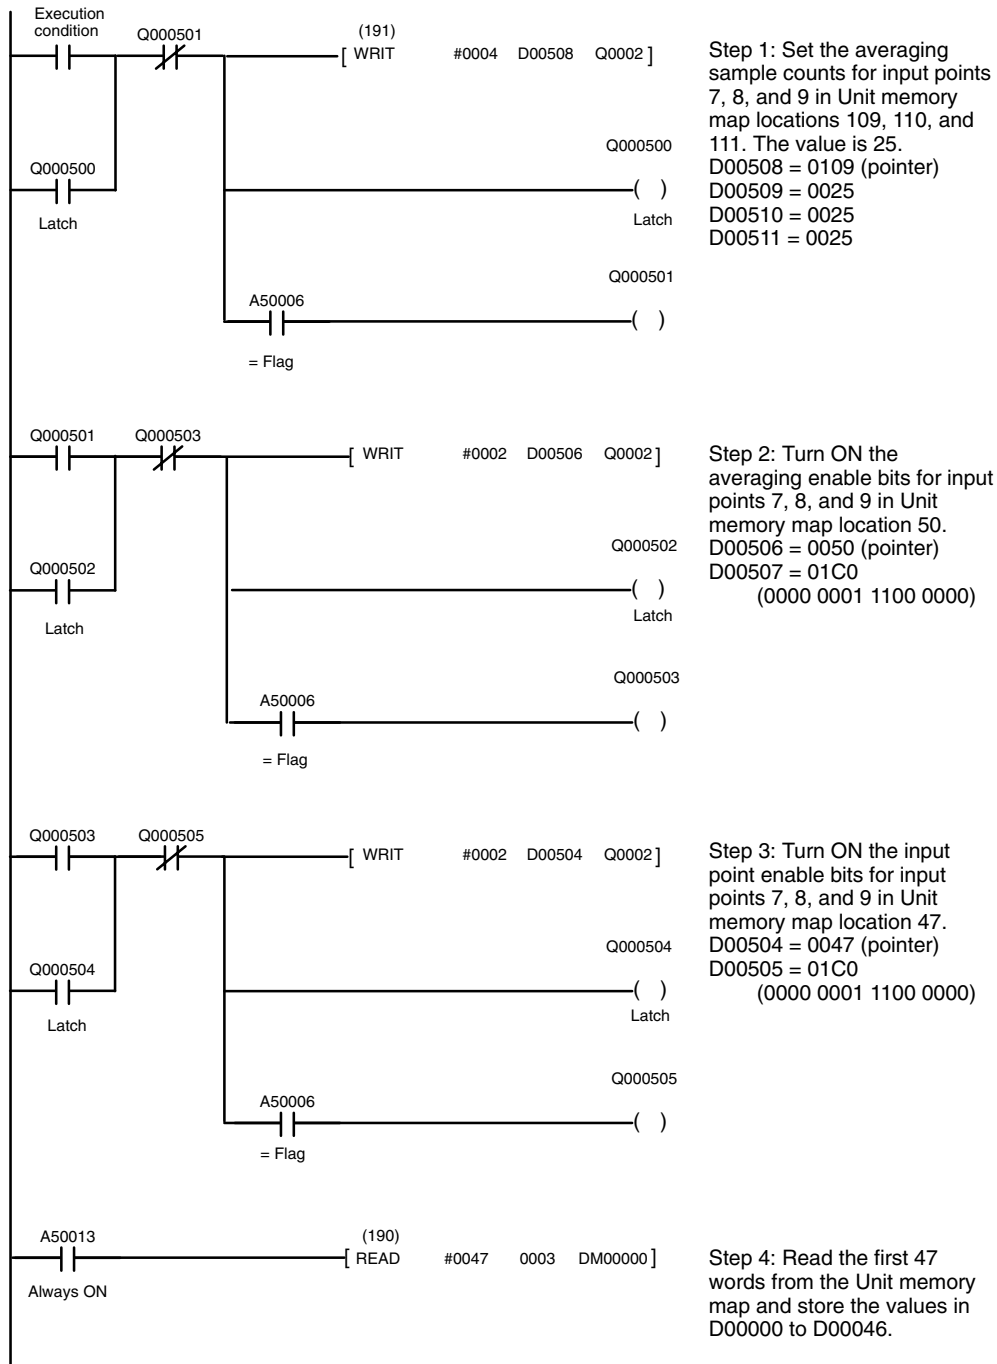 Execution
condition
Q000501
(191)
[ WRIT #0004 D00508 Q0002 ]
Q000500
Latch
Q000500
( )
Latch
Q000501
A50006
( )
= Flag
Step 1: Set the averaging
sample counts for input points
7, 8, and 9 in Unit memory
map locations 109, 110, and
111. The value is 25.
D00508 = 0109 (pointer)
D00509 = 0025
D00510 = 0025
D00511 = 0025
Q000501
Q000503
[ WRIT #0002 D00506 Q0002 ]
Q000502
Latch
Q000502
( )
Latch
Q000503
A50006
( )
= Flag
Step 2: Turn ON the
averaging enable bits for input
points 7, 8, and 9 in Unit
memory map location 50.
D00506 = 0050 (pointer)
D00507 = 01C0
(0000 0001 1100 0000)
Q000503
Q000505
[ WRIT #0002 D00504 Q0002 ]
Q000504
Latch
Q000504
( )
Latch
Q000505
A50006
( )
= Flag
Step 3: Turn ON the input
point enable bits for input
points 7, 8, and 9 in Unit
memory map location 47.
D00504 = 0047 (pointer)
D00505 = 01C0
(0000 0001 1100 0000)
A50013
Always ON
(190)
[ READ #0047 0003 DM00000 ]
Step 4: Read the first 47
words from the Unit memory
map and store the values in
D00000 to D00046.